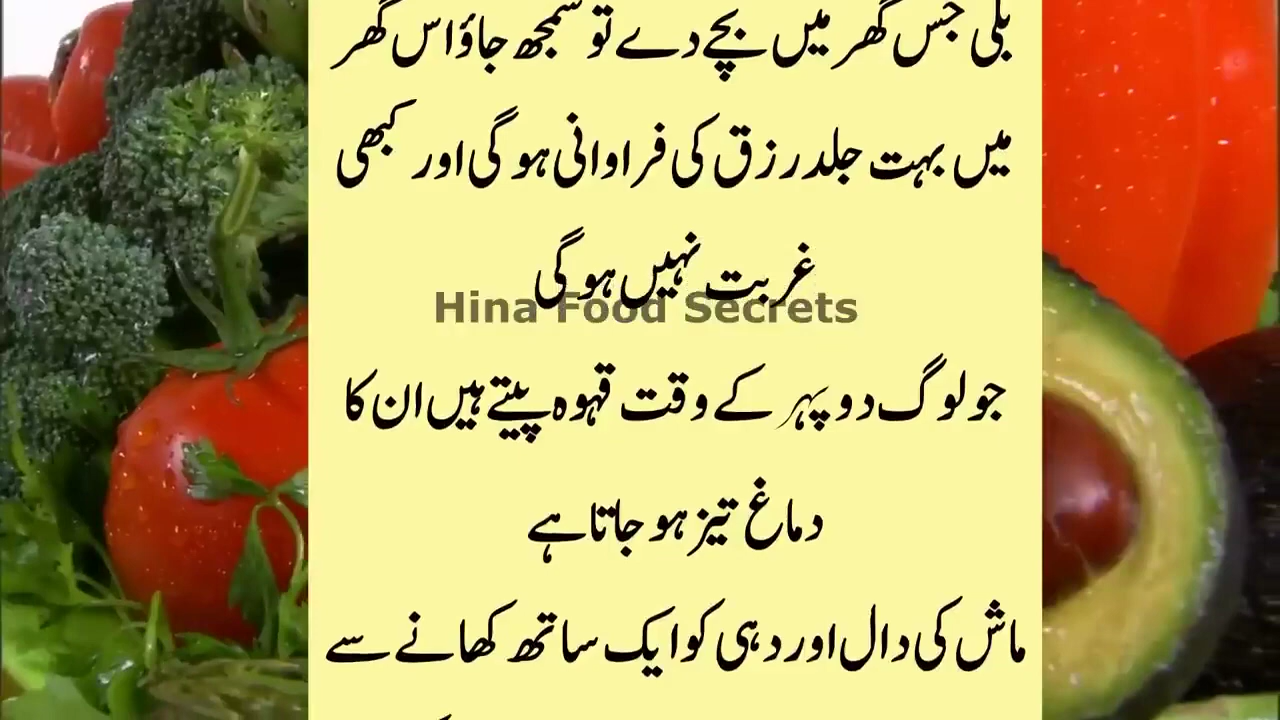 بلی جس گھر میں بچے دے تو سمجھ جاؤ اس گھر
میں بہت جلد رزق کی فراوانی ہو گی اور کبھی
غربت نہیں ہو گی
Hina Food Secrets
جو لوگ دوپہر کے وقت قہوہ پیتے ہیں ان کا
دماغ تیز ہو جاتا ہے
ماش کی دال اور دہی کو ایک ساتھ کھانے سے